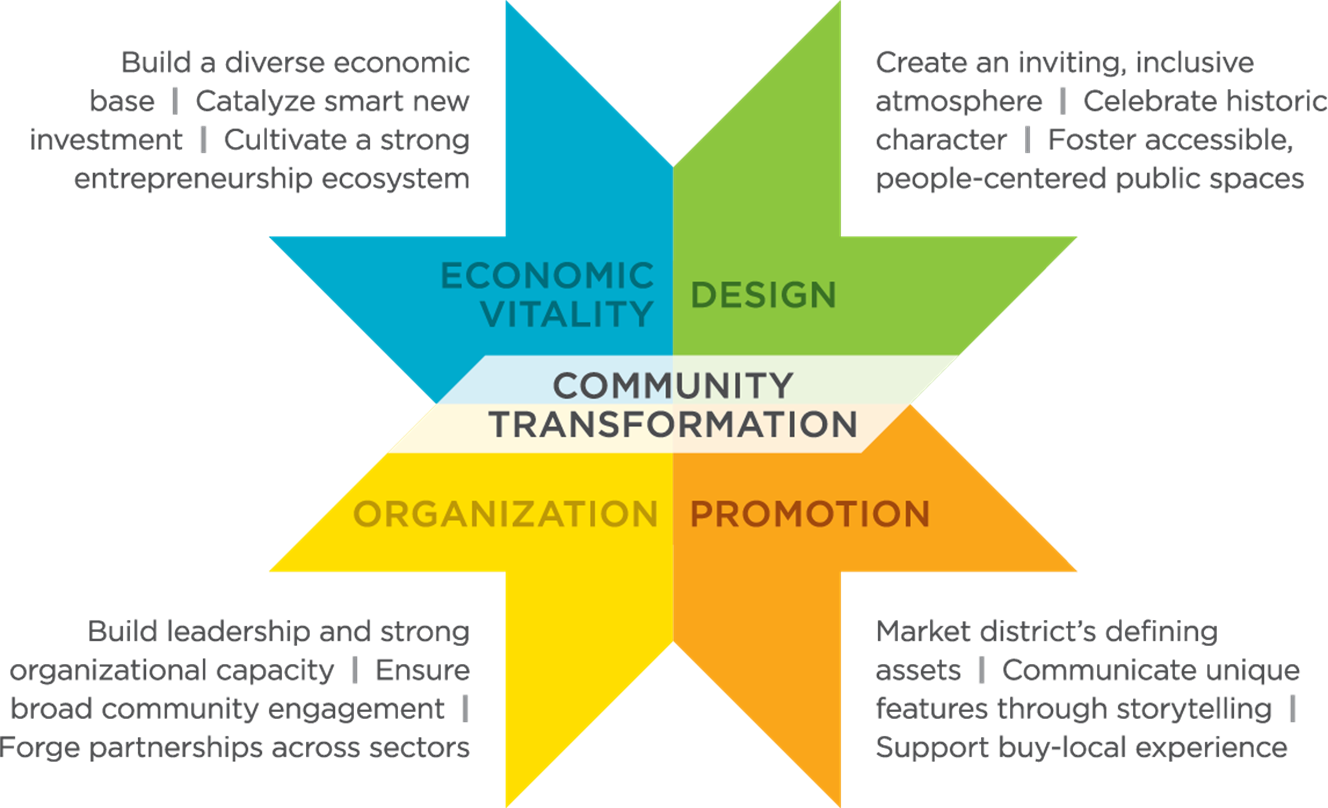 Build a diverse economic
base | Catalyze smart new
investment | Cultivate a strong
entrepreneurship ecosystem
Create an inviting, inclusive
atmosphere | Celebrate historic
character | Foster accessible,
people-centered public spaces
ECONOMIC
VITALITY
DESIGN
COMMUNITY
TRANSFORMATION
ORGANIZATION
PROMOTION
Build leadership and strong
organizational capacity | Ensure
broad community engagement |
Forge partnerships across sectors
Market district’s defining
assets | Communicate unique
features through storytelling |
Support buy-local experience